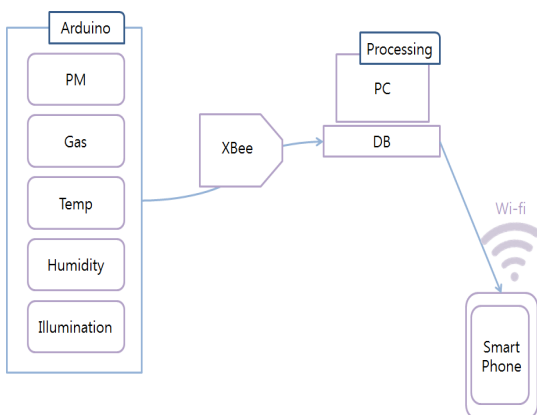 Arduino
PM
Gas
Temp
Humidity
Illumination
XBee
Processing
PC
DB
Wi-fi
Smart
Phone